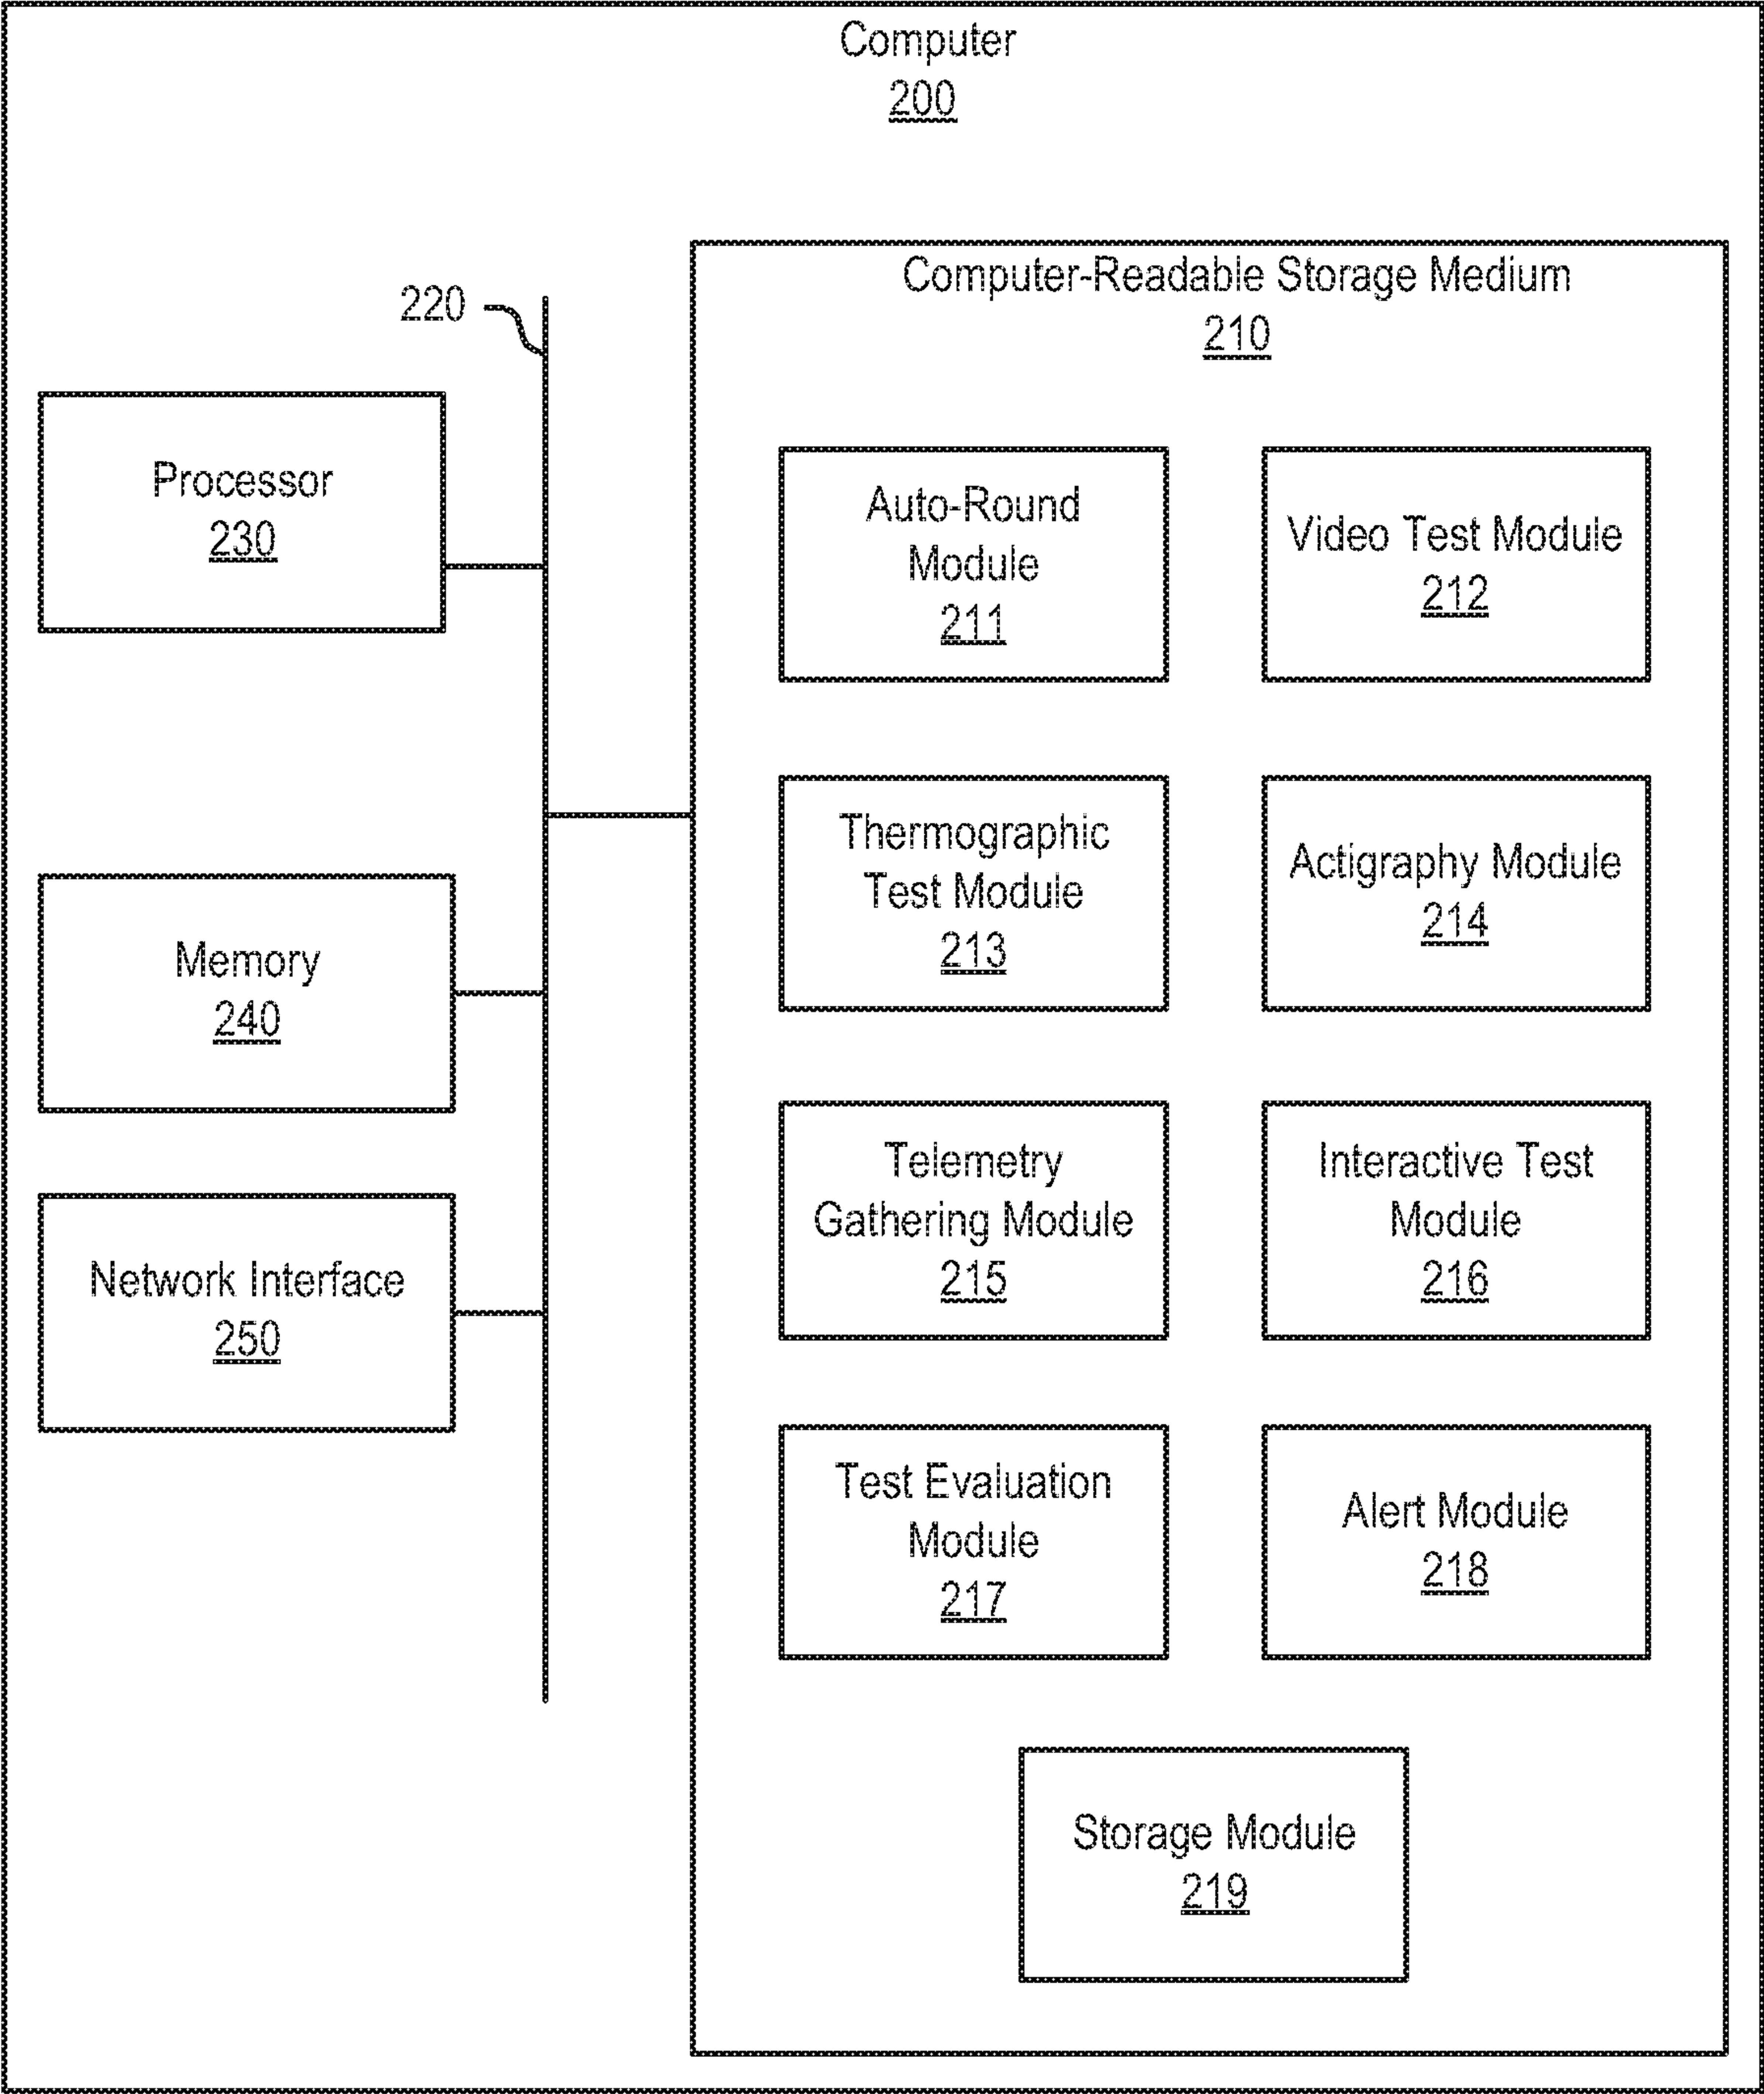 Computer
200
220
Processor
230
Memory
240
Network Interface
250
Computer-Readable Storage Medium
210
Auto-Round
Module
211
Video Test Module
212
Thermographic
Test Module
213
Actigraphy Module
214
Telemetry
Gathering Module
215
Interactive Test
Module
216
Test Evaluation
Module
217
Alert Module
218
Storage Module
219